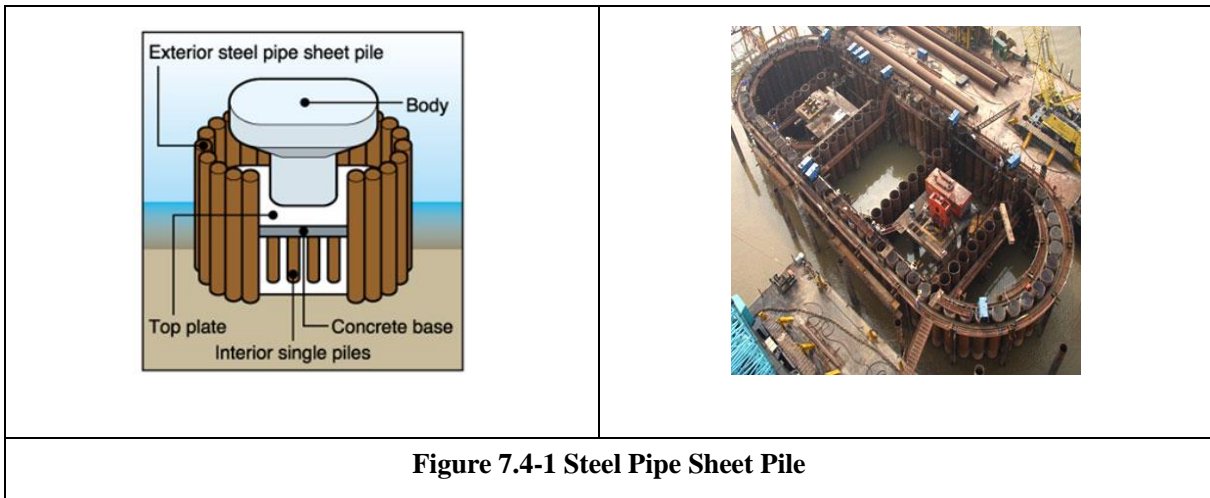 Exterior steel pipe sheet pile
Body
Top plate
Concrete base
Interior single piles
Figure 7.4-1 Steel Pipe Sheet Pile